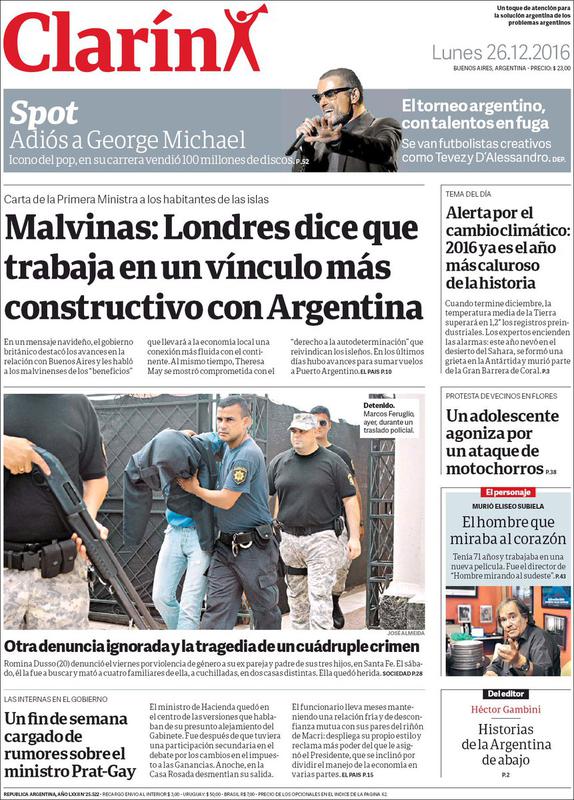 Un toque de atención para
la solución argentina de los
problemas argentinos
Clarín
Lunes 26.12.2016
BUENOS AIRES, ARGENTINA - PRECIO: $ 23,00
Spot
Adiós a George Michael
Icono del pop, en su carrera vendió 100 millones de discos. P.52
El torneo argentino,
con talentos en fuga
Se van futbolistas creativos
como Tevez y D'Alessandro. DEP.
Carta de la Primera Ministra a los habitantes de las islas
Malvinas: Londres dice que
trabaja en un vínculo más
constructivo con Argentina
En un mensaje navideño, el gobierno
británico destacó los avances en la
relación con Buenos Aires y les habló
a los malvinenses de los "beneficios"
que llevará a la economía local una
conexión más fluida con el conti-
nente. Al mismo tiempo, Theresa
May se mostró comprometida con el
"derecho a la autodeterminación" que
reivindican los isleños. En los últimos
días hubo avances para sumar vuelos
a Puerto Argentino. EL PAIS P.10
TEMA DEL DÍA
Alerta por el
cambio climático:
2016 ya es el año
más caluroso
de la historia
Cuando termine diciembre, la
temperatura media de la Tierra
superará en 1,2° los registros prein-
dustriales. Los expertos encienden
las alarmas: este año nevó en el
desierto del Sahara, se formó una
grieta en la Antártida y murió parte
de la Gran Barrera de Coral. P.3
PROTESTA DE VECINOS EN FLORES
Un adolescente
agoniza por
un ataque de
motochorros P.38
Detenido.
Marcos Feruglio,
ayer, durante un
traslado policial.
JOSÉ ALMEIDA
Otra denuncia ignorada y la tragedia de un cuádruple crimen
Romina Dusso (20) denunció el viernes por violencia de género a su ex pareja y padre de sus tres hijos, en Santa Fe. El sába-
do, él la fue a buscar y mató a cuatro familiares de ella, a cuchilladas, en dos casas distintas. Ella quedó herida. SOCIEDAD P.28
El personaje
MURIÓ ELISEO SUBIELA
El hombre que
miraba al corazón
Tenía 71 años y trabajaba en una
nueva película. Fue el director de
"Hombre mirando al sudeste". P.43
LAS INTERNAS EN EL GOBIERNO
Un fin de semana
cargado de
rumores sobre el
ministro Prat-Gay
El ministro de Hacienda quedó en
el centro de las versiones que habla-
ban de su presunto alejamiento del
Gabinete. Fue después de que tuviera
una participación secundaria en el
debate por los cambios en el impues-
to a las Ganancias. Anoche, en la
Casa Rosada desmentían su salida.
El funcionario lleva meses mante-
niendo una relación fría y de descon-
fianza mutua con sus pares del riñón
de Macri: despliega su propio estilo y
reclama más poder del que le asig-
nó el Presidente, que se inclinó por
dividir el manejo de la economía en
varias partes. EL PAIS P.15
Del editor
Héctor Gambini
Historias
de la Argentina
de abajo
P.2
REPUBLICA ARGENTINA, AÑO LXXII N° 25.522 - RECARGO ENVIO AL INTERIOR $ 3,00 - URUGUAY, $ 50,00 - BRASIL R$ 7,00 - PRECIO DE LOS OPCIONALES EN EL INDICE DE LA PAGINA 62.